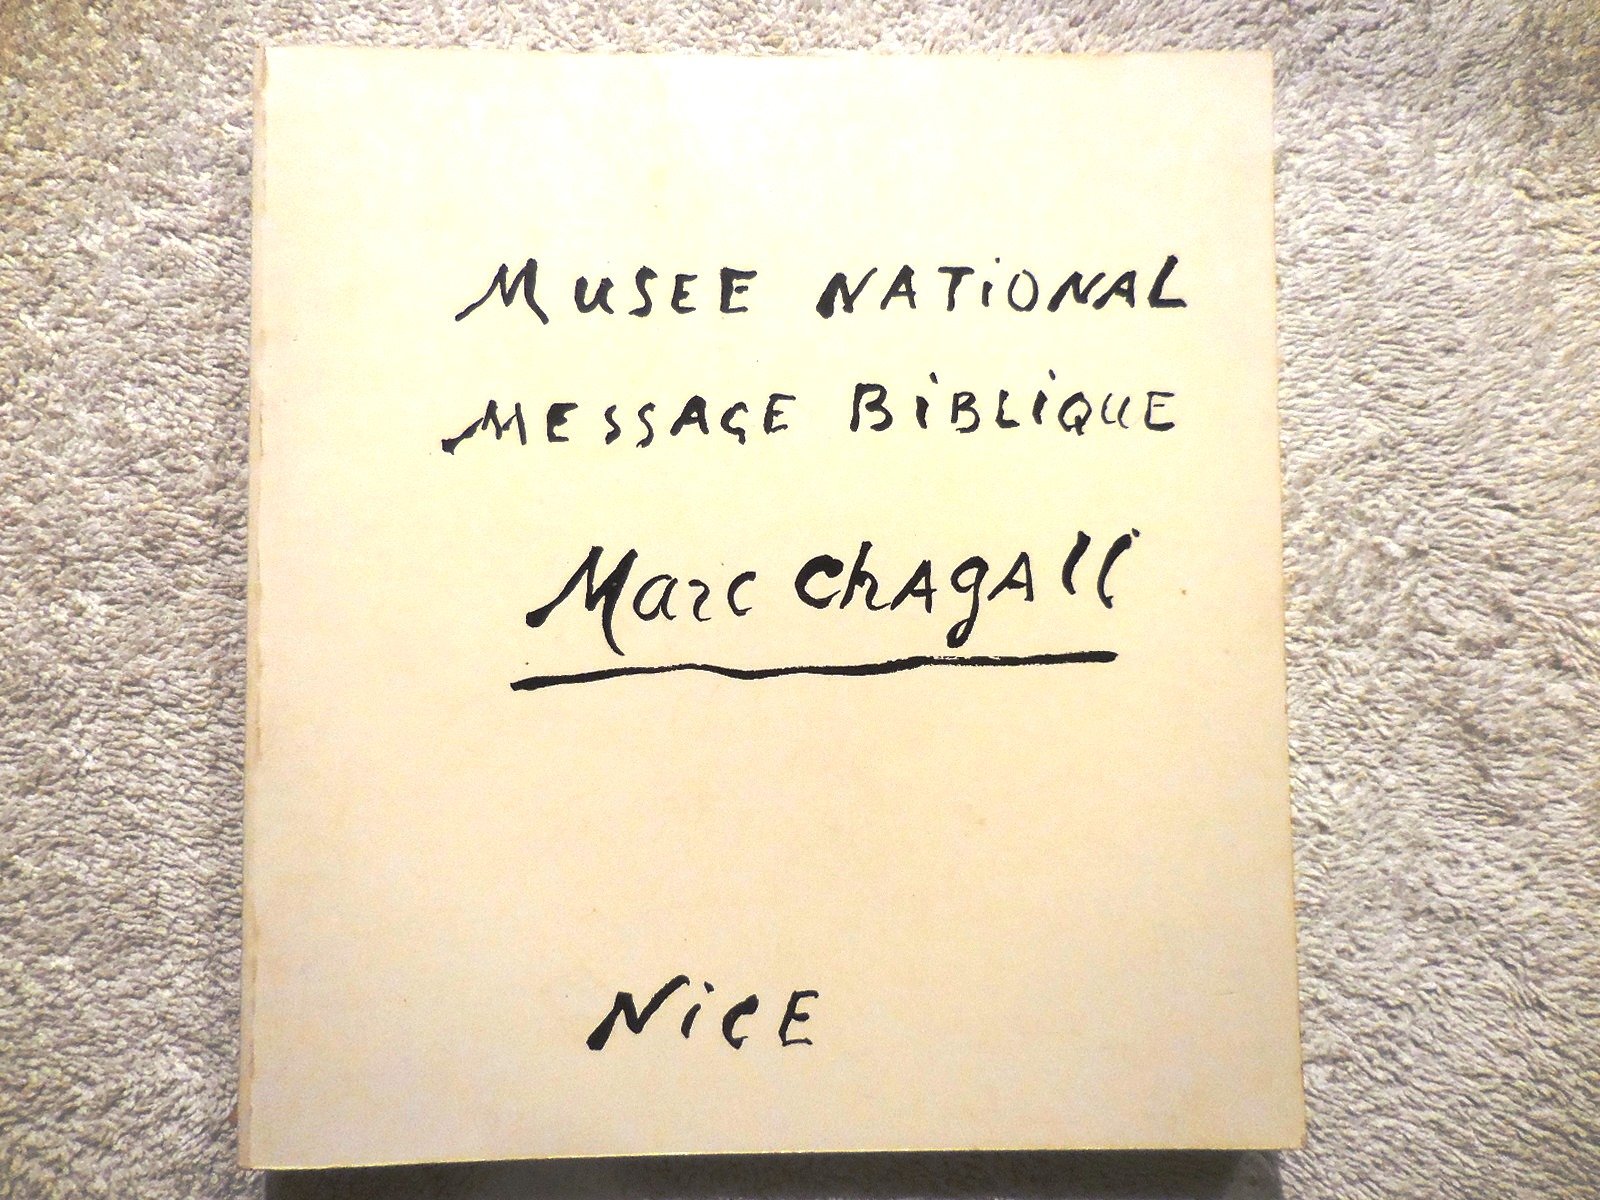 MUSEE NATiONAL
MESSAGE BiBLiQUE
Marc ChAgAll
NiCE